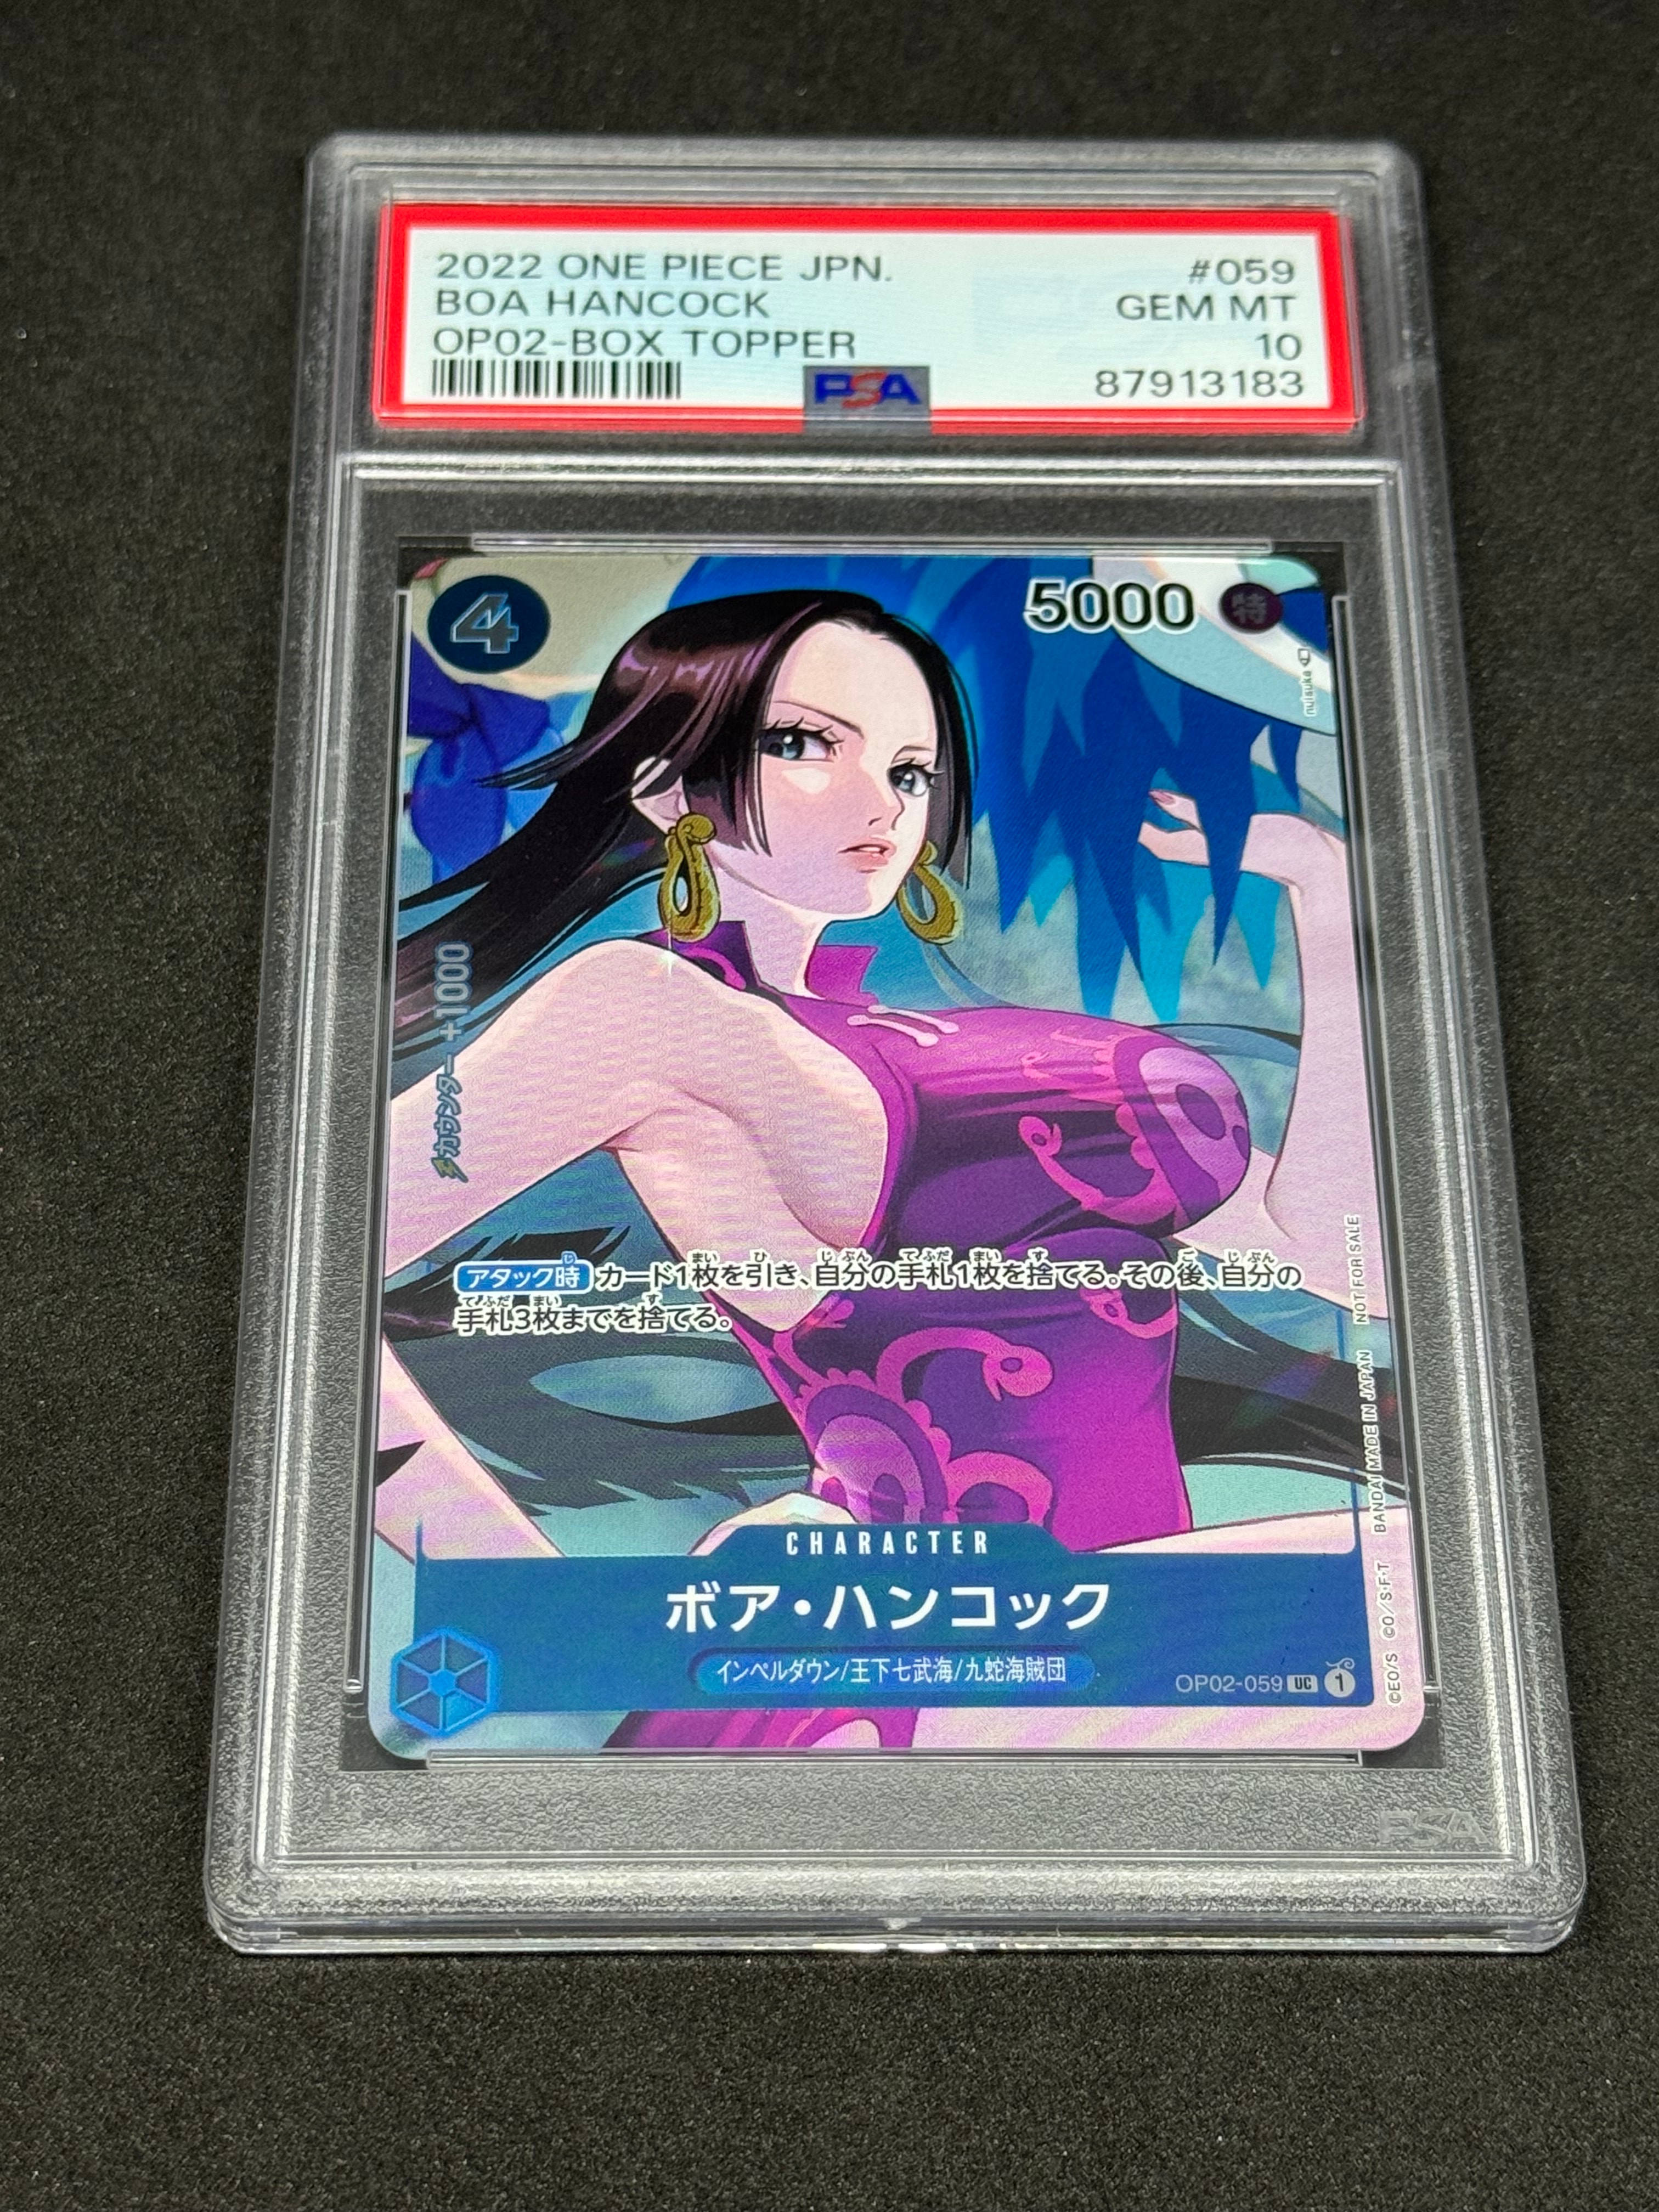 2022 ONE PIECE JPN. #059
BOA HANCOCK GEM MT
OP02-BOX TOPPER 10
PSA 87913183
4
5000 特
nijisuke
カウンター +1000
アタック時 カード1枚を引き、自分の手札1枚を捨てる。その後、自分の
手札3枚までを捨てる。
CHARACTER
ボア・ハンコック
インペルダウン/王下七武海/九蛇海賊団
OP02-059 UC 1
©EO/S ©O/S・F・T BANDAI MADE IN JAPAN NOT FOR SALE
PSA